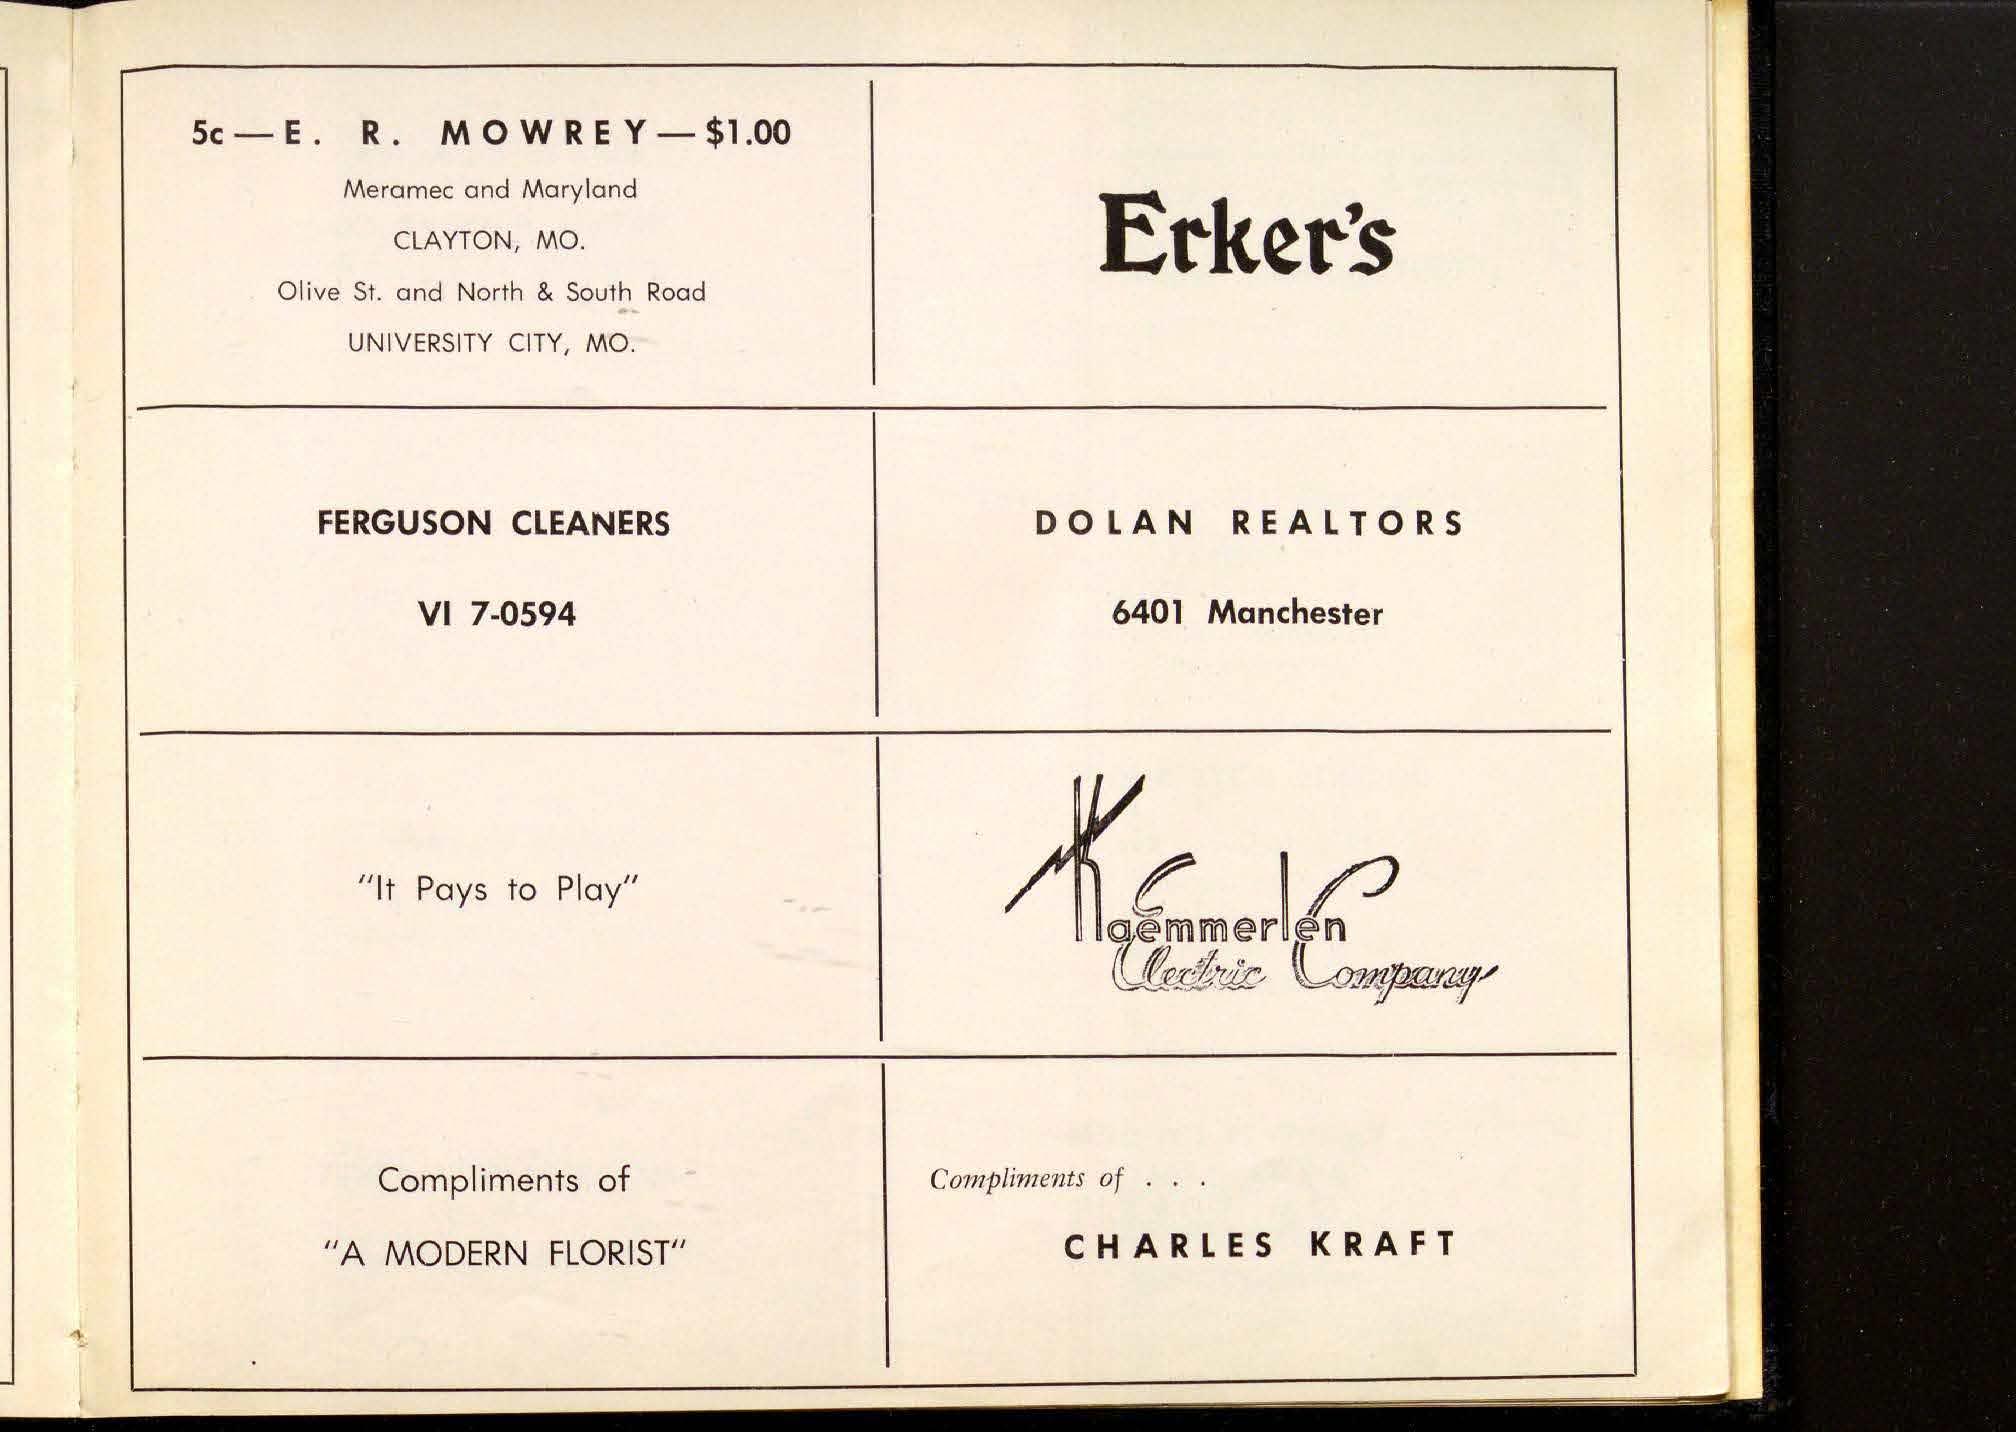 5c — E. R. MOWREY — $1.00
Meramec and Maryland
CLAYTON, MO.
Olive St. and North & South Road
UNIVERSITY CITY, MO.
Erker's
FERGUSON CLEANERS
VI 7-0594
DOLAN REALTORS
6401 Manchester
"It Pays to Play"
Kaemmerlen
Electric Company
Compliments of
"A MODERN FLORIST"
Compliments of . . .
CHARLES KRAFT